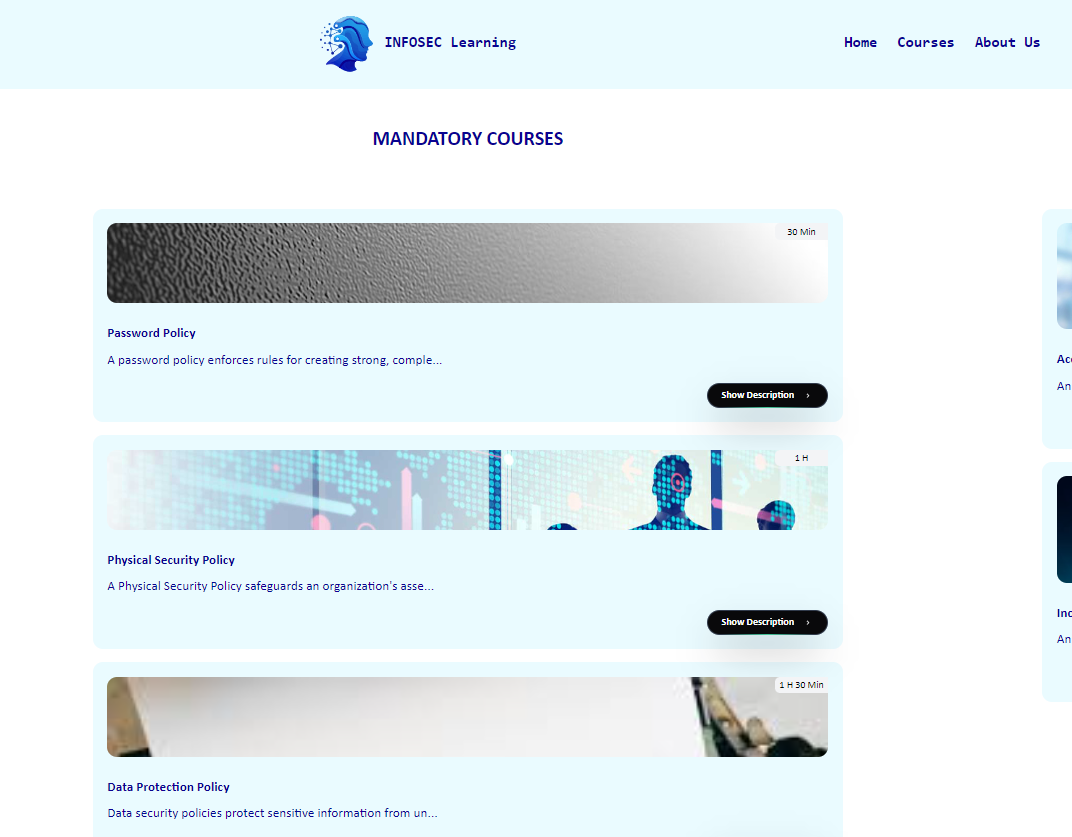 INFOSEC Learning
Home Courses About Us
MANDATORY COURSES
30 Min
Password Policy
A password policy enforces rules for creating strong, comple...
Show Description ›
1 H
Physical Security Policy
A Physical Security Policy safeguards an organization's asse...
Show Description ›
1 H 30 Min
Data Protection Policy
Data security policies protect sensitive information from un...
An
An